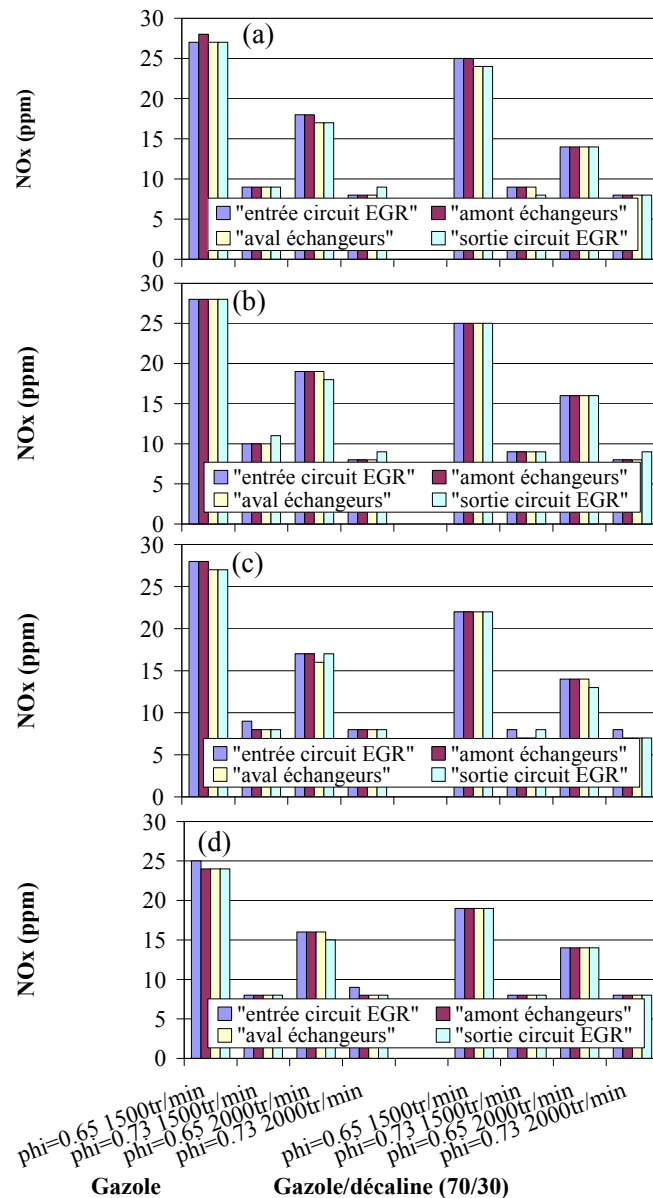 (a)
NOx (ppm)
30
25
20
15
10
5
0
"entrée circuit EGR" "amont échangeurs"
"aval échangeurs" "sortie circuit EGR"
(b)
NOx (ppm)
30
25
20
15
10
5
0
"entrée circuit EGR" "amont échangeurs"
"aval échangeurs" "sortie circuit EGR"
(c)
NOx (ppm)
30
25
20
15
10
5
0
"entrée circuit EGR" "amont échangeurs"
"aval échangeurs" "sortie circuit EGR"
(d)
NOx (ppm)
30
25
20
15
10
5
0
"entrée circuit EGR" "amont échangeurs"
"aval échangeurs" "sortie circuit EGR"
phi=0.65 1500tr/min
phi=0.73 1500tr/min
phi=0.65 2000tr/min
phi=0.73 2000tr/min
phi=0.65 1500tr/min
phi=0.73 1500tr/min
phi=0.65 2000tr/min
phi=0.73 2000tr/min
Gazole Gazole/décaline (70/30)